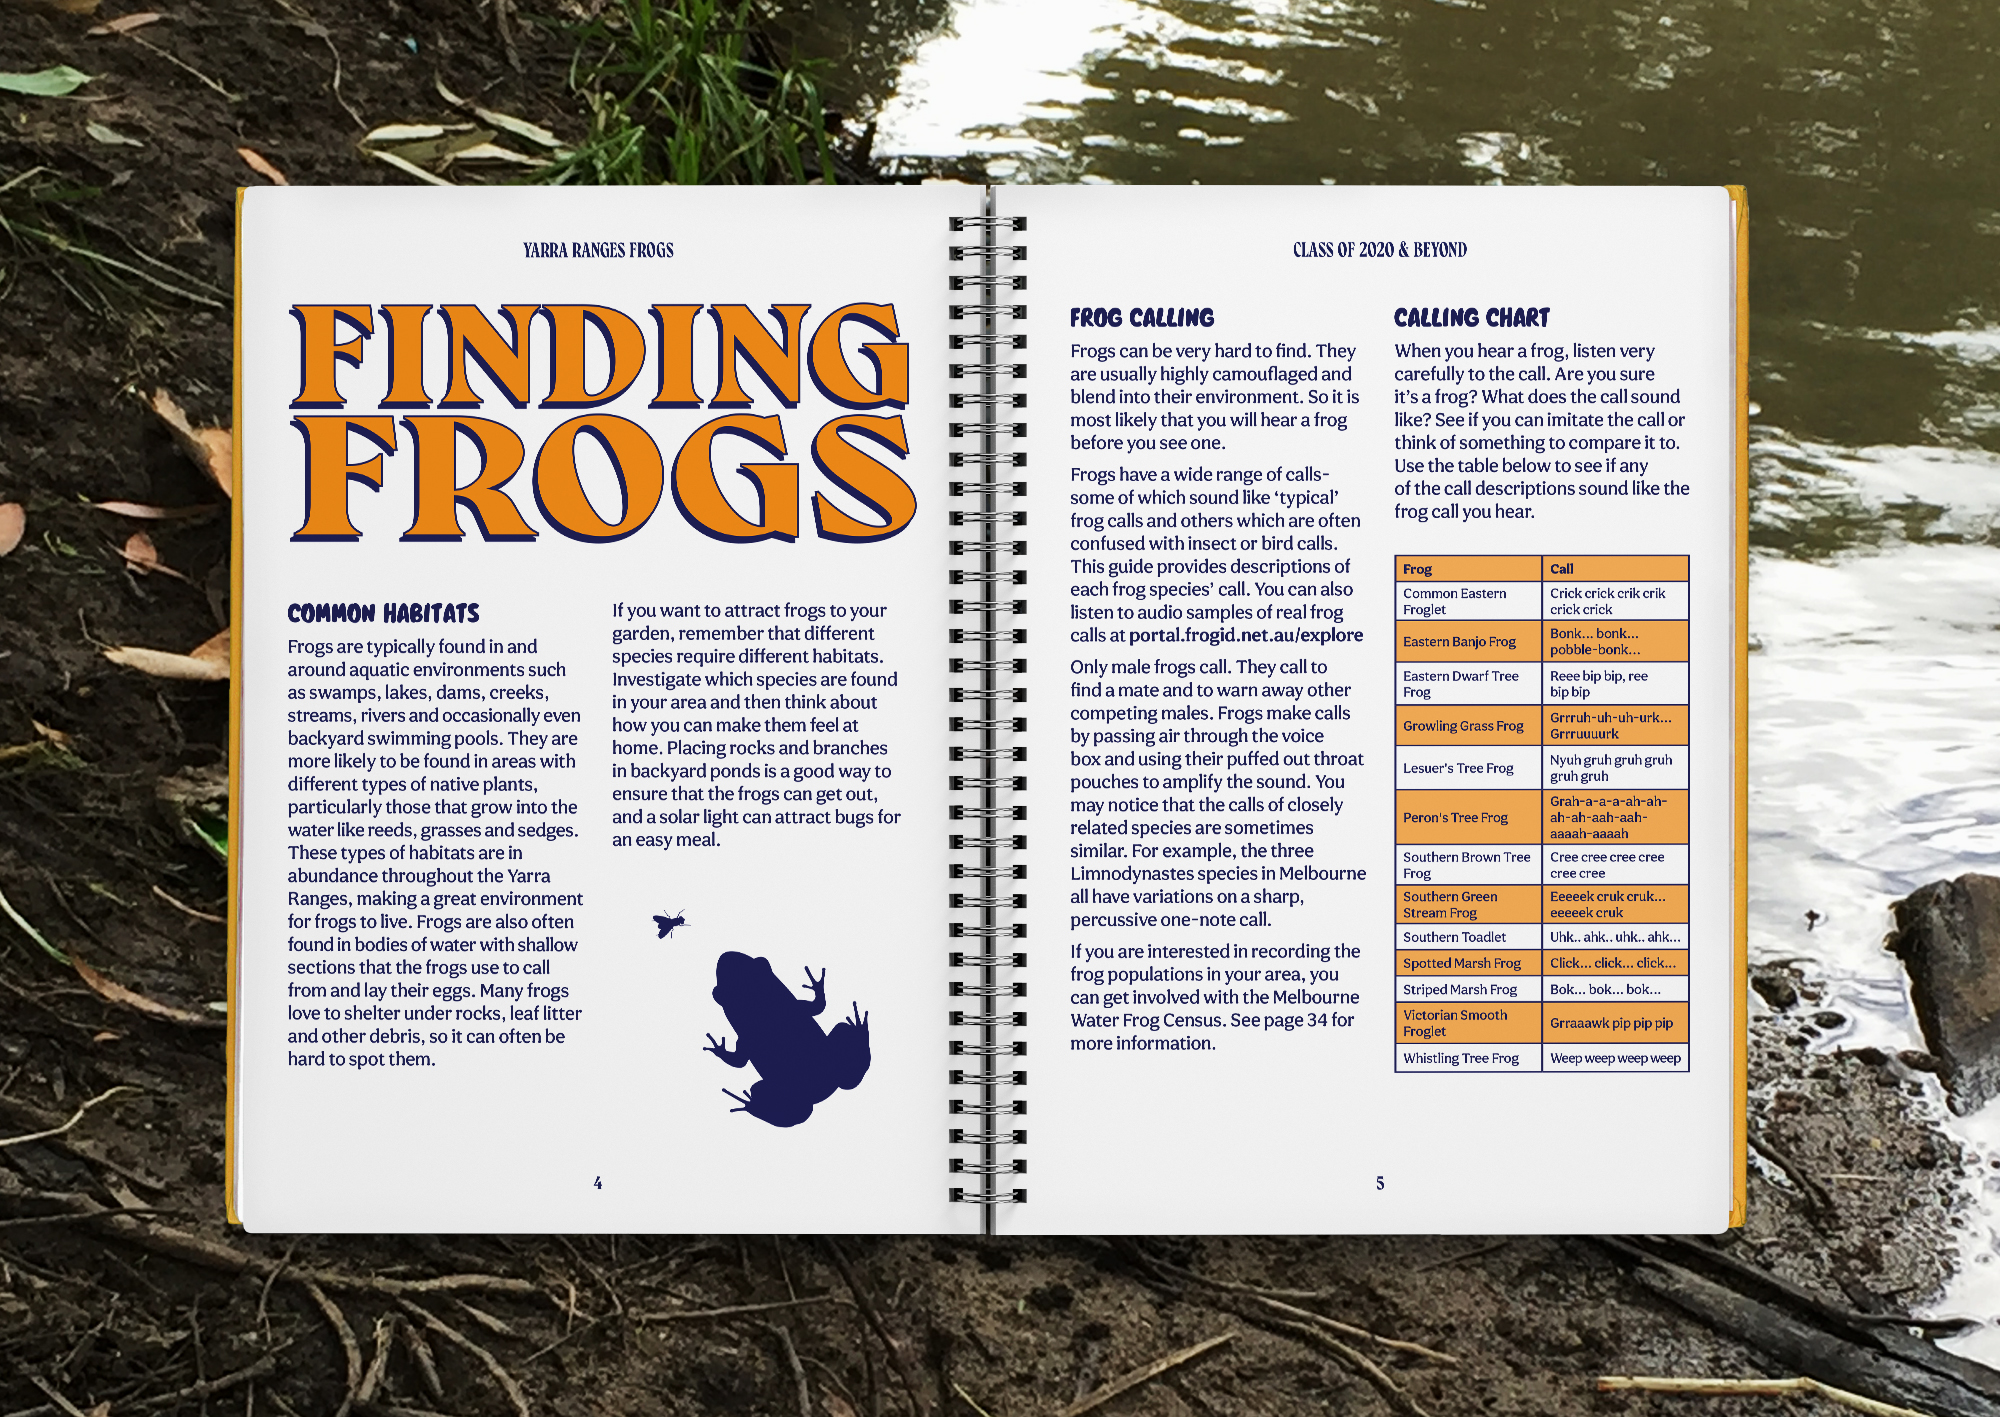 YARRA RANGES FROGS
FINDING
FROGS
COMMON HABITATS
Frogs are typically found in and
around aquatic environments such
as swamps, lakes, dams, creeks,
streams, rivers and occasionally even
backyard swimming pools. They are
more likely to be found in areas with
different types of native plants,
particularly those that grow into the
water like reeds, grasses and sedges.
These types of habitats are in
abundance throughout the Yarra
Ranges, making a great environment
for frogs to live. Frogs are also often
found in bodies of water with shallow
sections that the frogs use to call
from and lay their eggs. Many frogs
love to shelter under rocks, leaf litter
and other debris, so it can often be
hard to spot them.
If you want to attract frogs to your
garden, remember that different
species require different habitats.
Investigate which species are found
in your area and then think about
how you can make them feel at
home. Placing rocks and branches
in backyard ponds is a good way to
ensure that the frogs can get out,
and a solar light can attract bugs for
an easy meal.
4
CLASS OF 2020 & BEYOND
FROG CALLING
Frogs can be very hard to find. They
are usually highly camouflaged and
blend into their environment. So it is
most likely that you will hear a frog
before you see one.
Frogs have a wide range of calls-
some of which sound like ‘typical’
frog calls and others which are often
confused with insect or bird calls.
This guide provides descriptions of
each frog species’ call. You can also
listen to audio samples of real frog
calls at portal.frogid.net.au/explore
Only male frogs call. They call to
find a mate and to warn away other
competing males. Frogs make calls
by passing air through the voice
box and using their puffed out throat
pouches to amplify the sound. You
may notice that the calls of closely
related species are sometimes
similar. For example, the three
Limnodynastes species in Melbourne
all have variations on a sharp,
percussive one-note call.
If you are interested in recording the
frog populations in your area, you
can get involved with the Melbourne
Water Frog Census. See page 34 for
more information.
CALLING CHART
When you hear a frog, listen very
carefully to the call. Are you sure
it’s a frog? What does the call sound
like? See if you can imitate the call or
think of something to compare it to.
Use the table below to see if any
of the call descriptions sound like the
frog call you hear.
Frog Call
Common Eastern
Froglet
Crick crick crik crik
crick crick
Eastern Banjo Frog
Bonk... bonk...
pobble-bonk...
Eastern Dwarf Tree
Frog
Reee bip bip, ree
bip bip
Growling Grass Frog
Grrruh-uh-uh-urk...
Grrruuuurk
Lesuer's Tree Frog
Nyuh gruh gruh gruh
gruh gruh
Peron's Tree Frog
Grah-a-a-a-ah-ah-
ah-ah-aah-aah-
aaaah-aaaah
Southern Brown Tree
Frog
Cree cree cree cree
cree cree
Southern Green
Stream Frog
Eeeeek cruk cruk...
eeeeek cruk
Southern Toadlet Uhk.. ahk.. uhk.. ahk...
Spotted Marsh Frog Click... click... click...
Striped Marsh Frog Bok... bok... bok...
Victorian Smooth
Froglet
Grraaawk pip pip pip
Whistling Tree Frog Weep weep weep weep
5